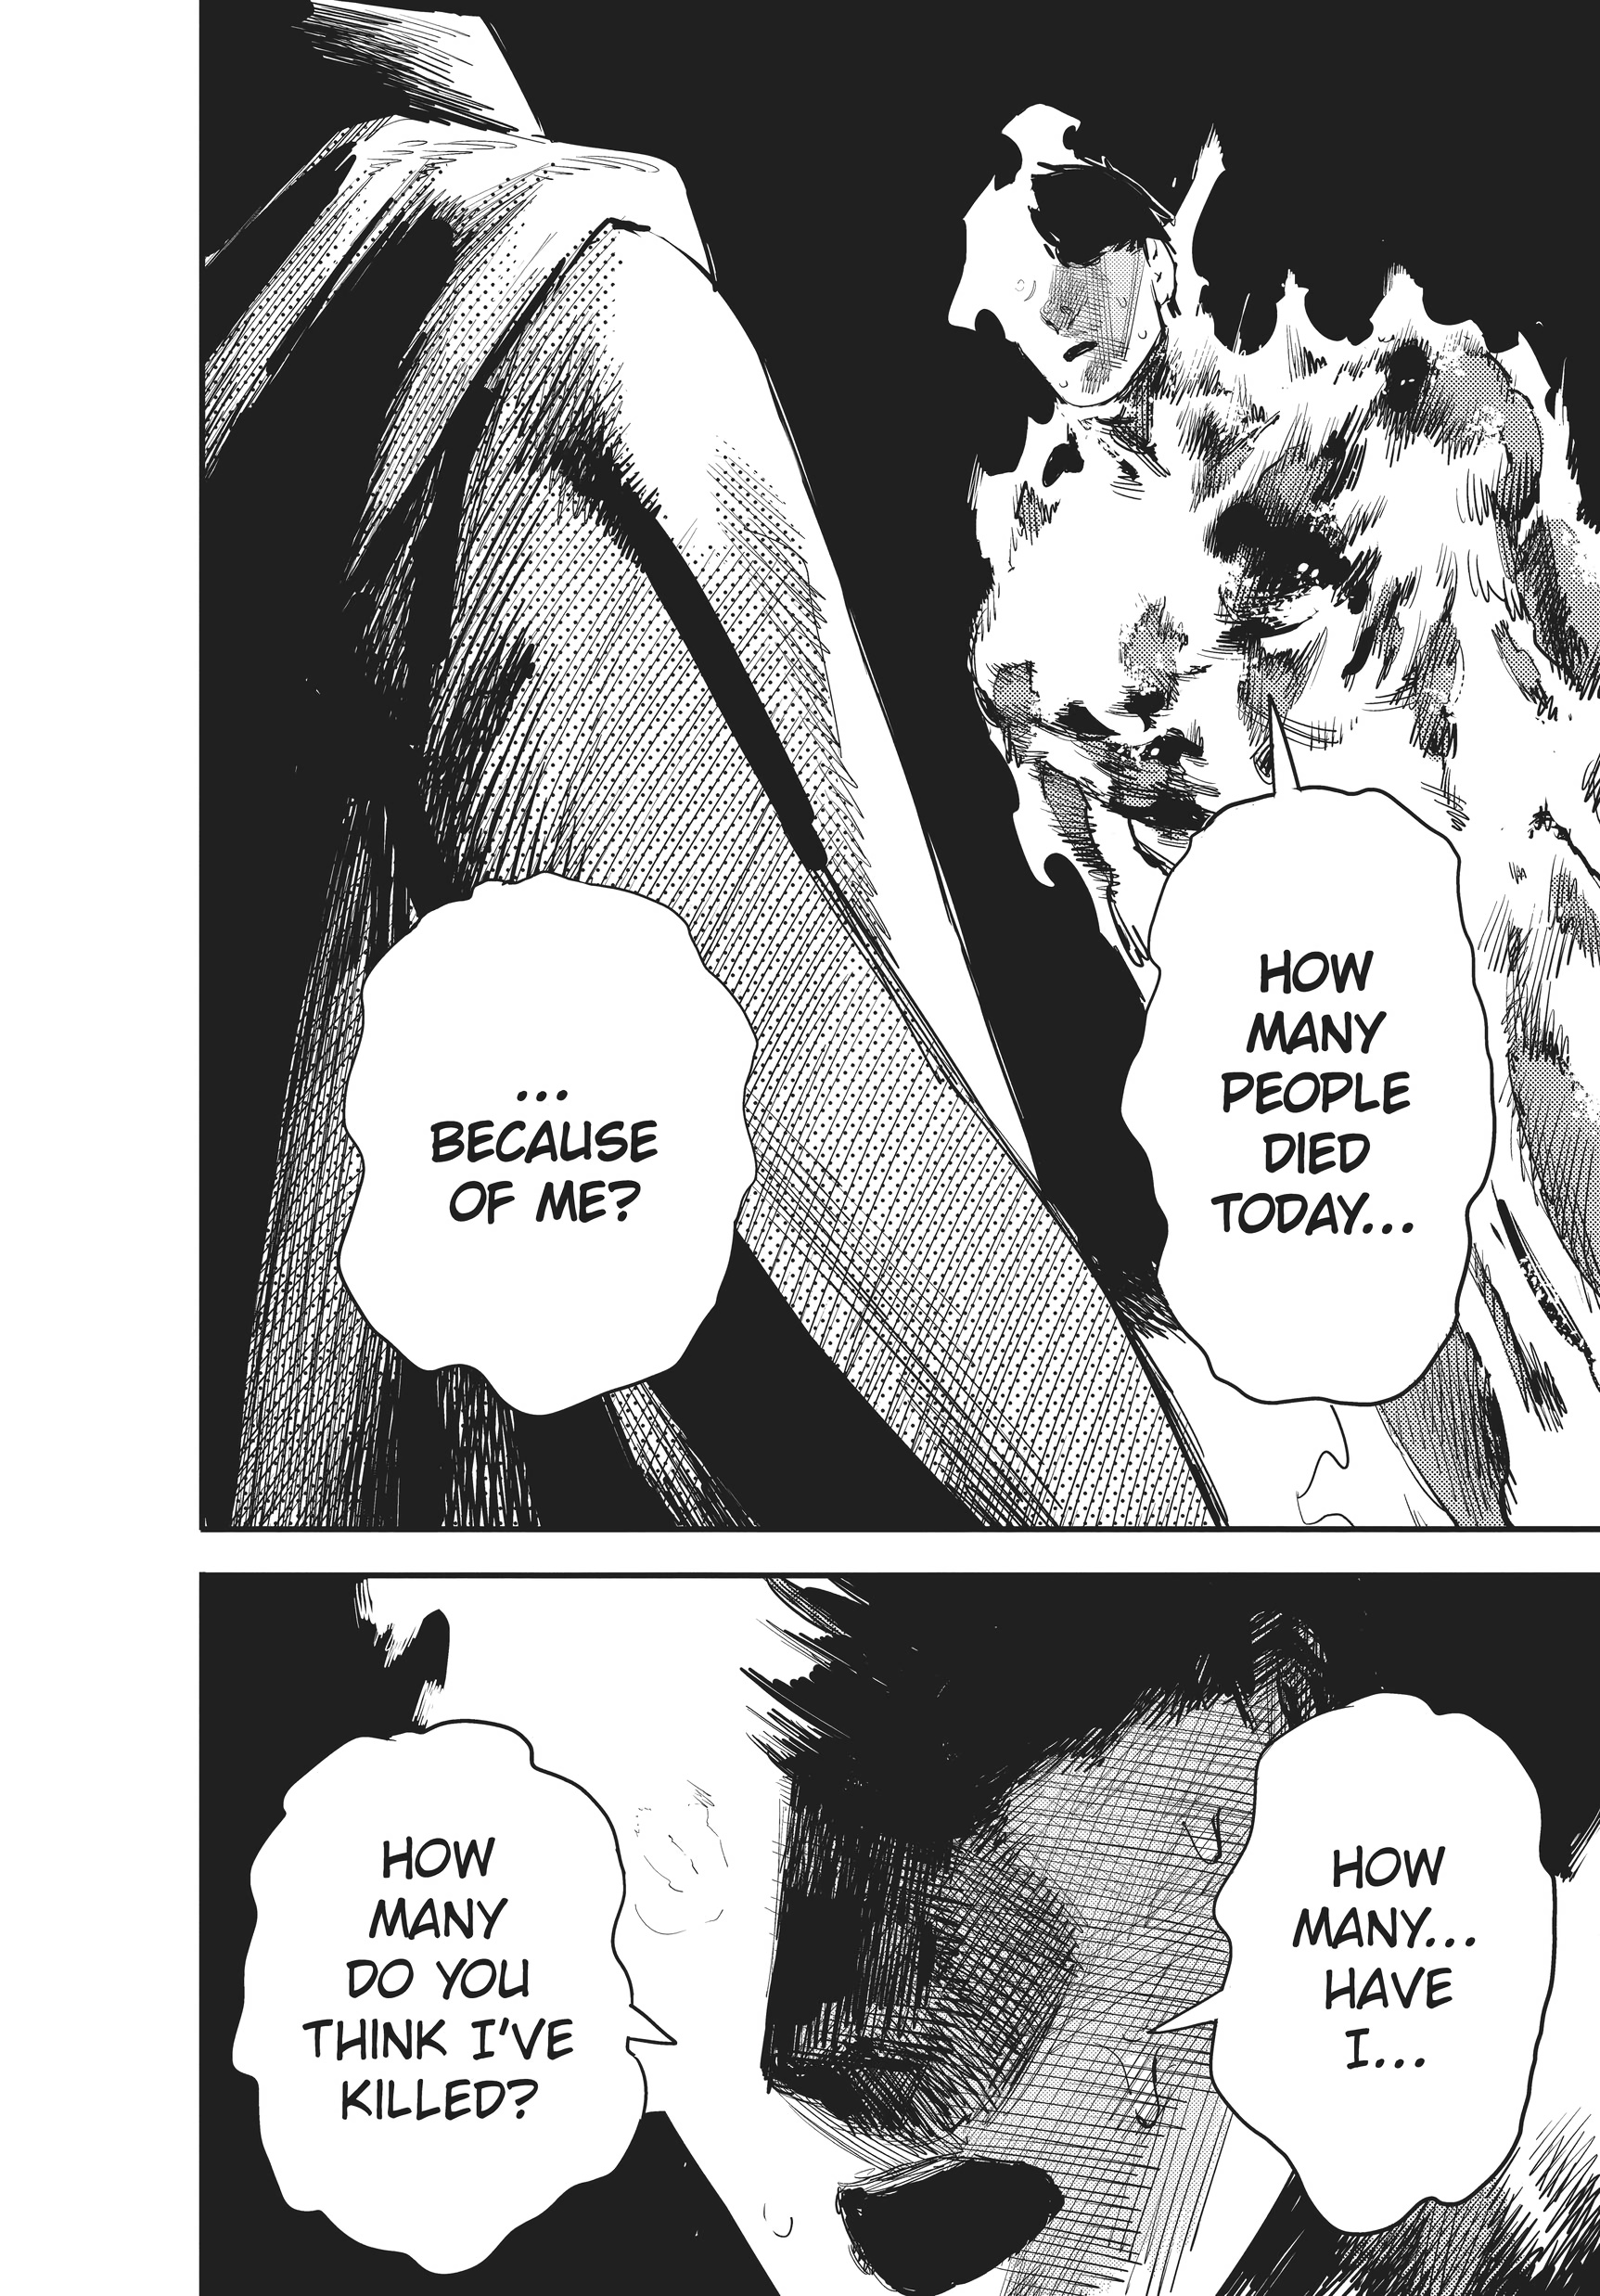 HOW
MANY
PEOPLE
DIED
TODAY...
...
BECAUSE
OF ME?
HOW
MANY...
HAVE
I...
HOW
MANY
DO YOU
THINK I'VE
KILLED?